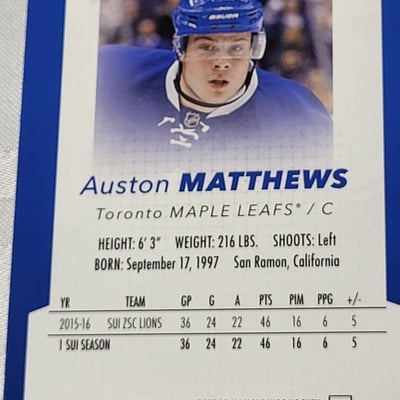 BAUER
NHL
Auston MATTHEWS
Toronto MAPLE LEAFS® / C
HEIGHT: 6' 3" WEIGHT: 216 LBS. SHOOTS: Left
BORN: September 17, 1997 San Ramon, California
YR TEAM GP G A PTS PIM PPG +/-
2015-16 SUI ZSC LIONS 36 24 22 46 16 6 5
1 SUI SEASON 36 24 22 46 16 6 5